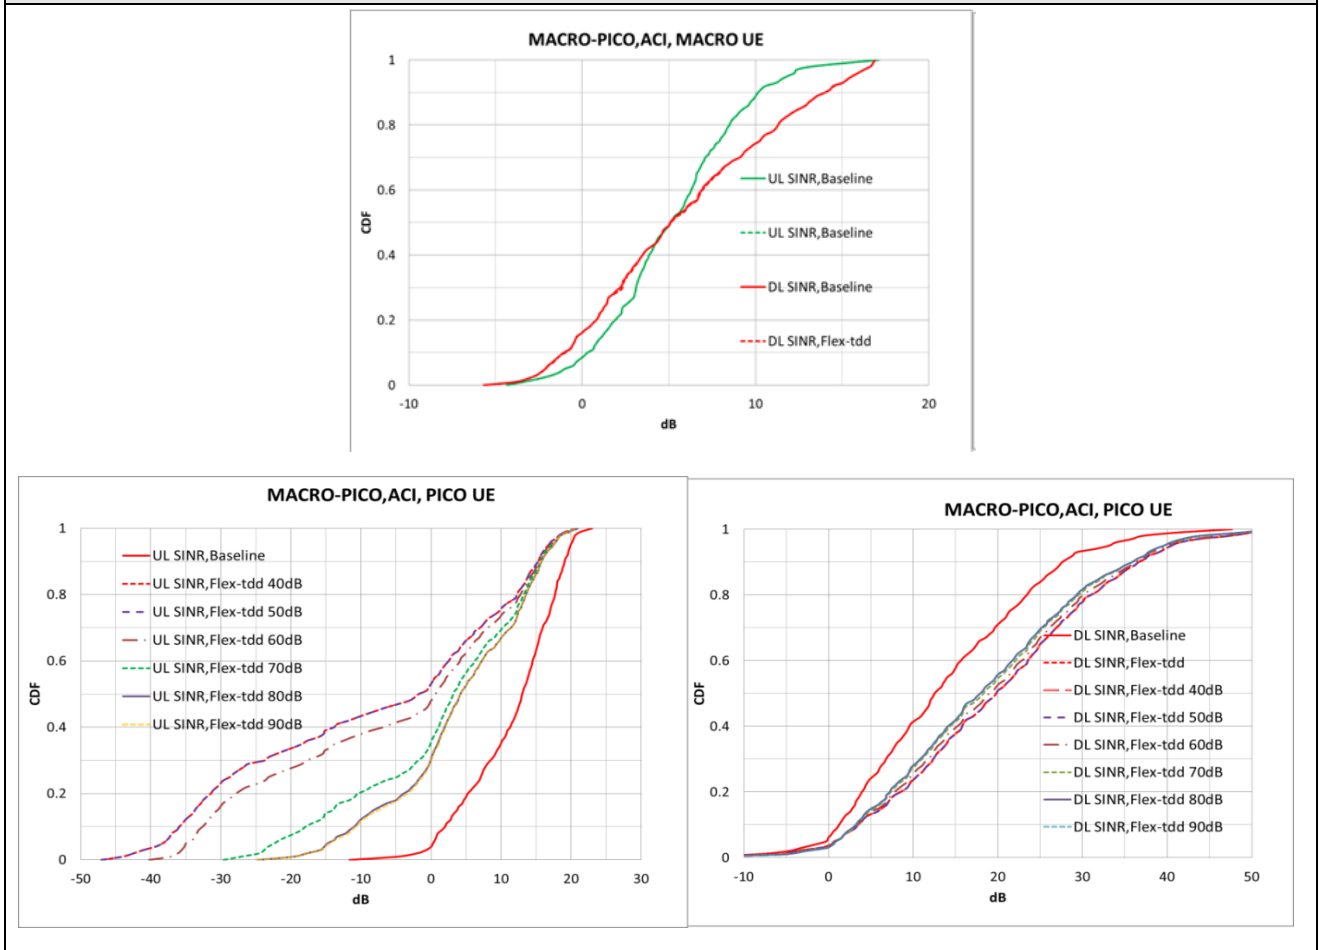 MACRO-PICO,ACI, MACRO UE
1
0.8
0.6
0.4
0.2
0
CDF
-10
0
10
20
dB
UL SINR,Baseline
UL SINR,Baseline
DL SINR,Baseline
DL SINR,Flex-tdd
MACRO-PICO,ACI, PICO UE
1
0.8
0.6
0.4
0.2
0
CDF
UL SINR,Baseline
UL SINR,Flex-tdd 40dB
UL SINR,Flex-tdd 50dB
UL SINR,Flex-tdd 60dB
UL SINR,Flex-tdd 70dB
UL SINR,Flex-tdd 80dB
UL SINR,Flex-tdd 90dB
-50
-40
-30
-20
-10
0
10
20
30
dB
MACRO-PICO,ACI, PICO UE
1
0.8
0.6
0.4
0.2
0
CDF
DL SINR,Baseline
DL SINR,Flex-tdd
DL SINR,Flex-tdd 40dB
DL SINR,Flex-tdd 50dB
DL SINR,Flex-tdd 60dB
DL SINR,Flex-tdd 70dB
DL SINR,Flex-tdd 80dB
DL SINR,Flex-tdd 90dB
-10
0
10
20
30
40
50
dB